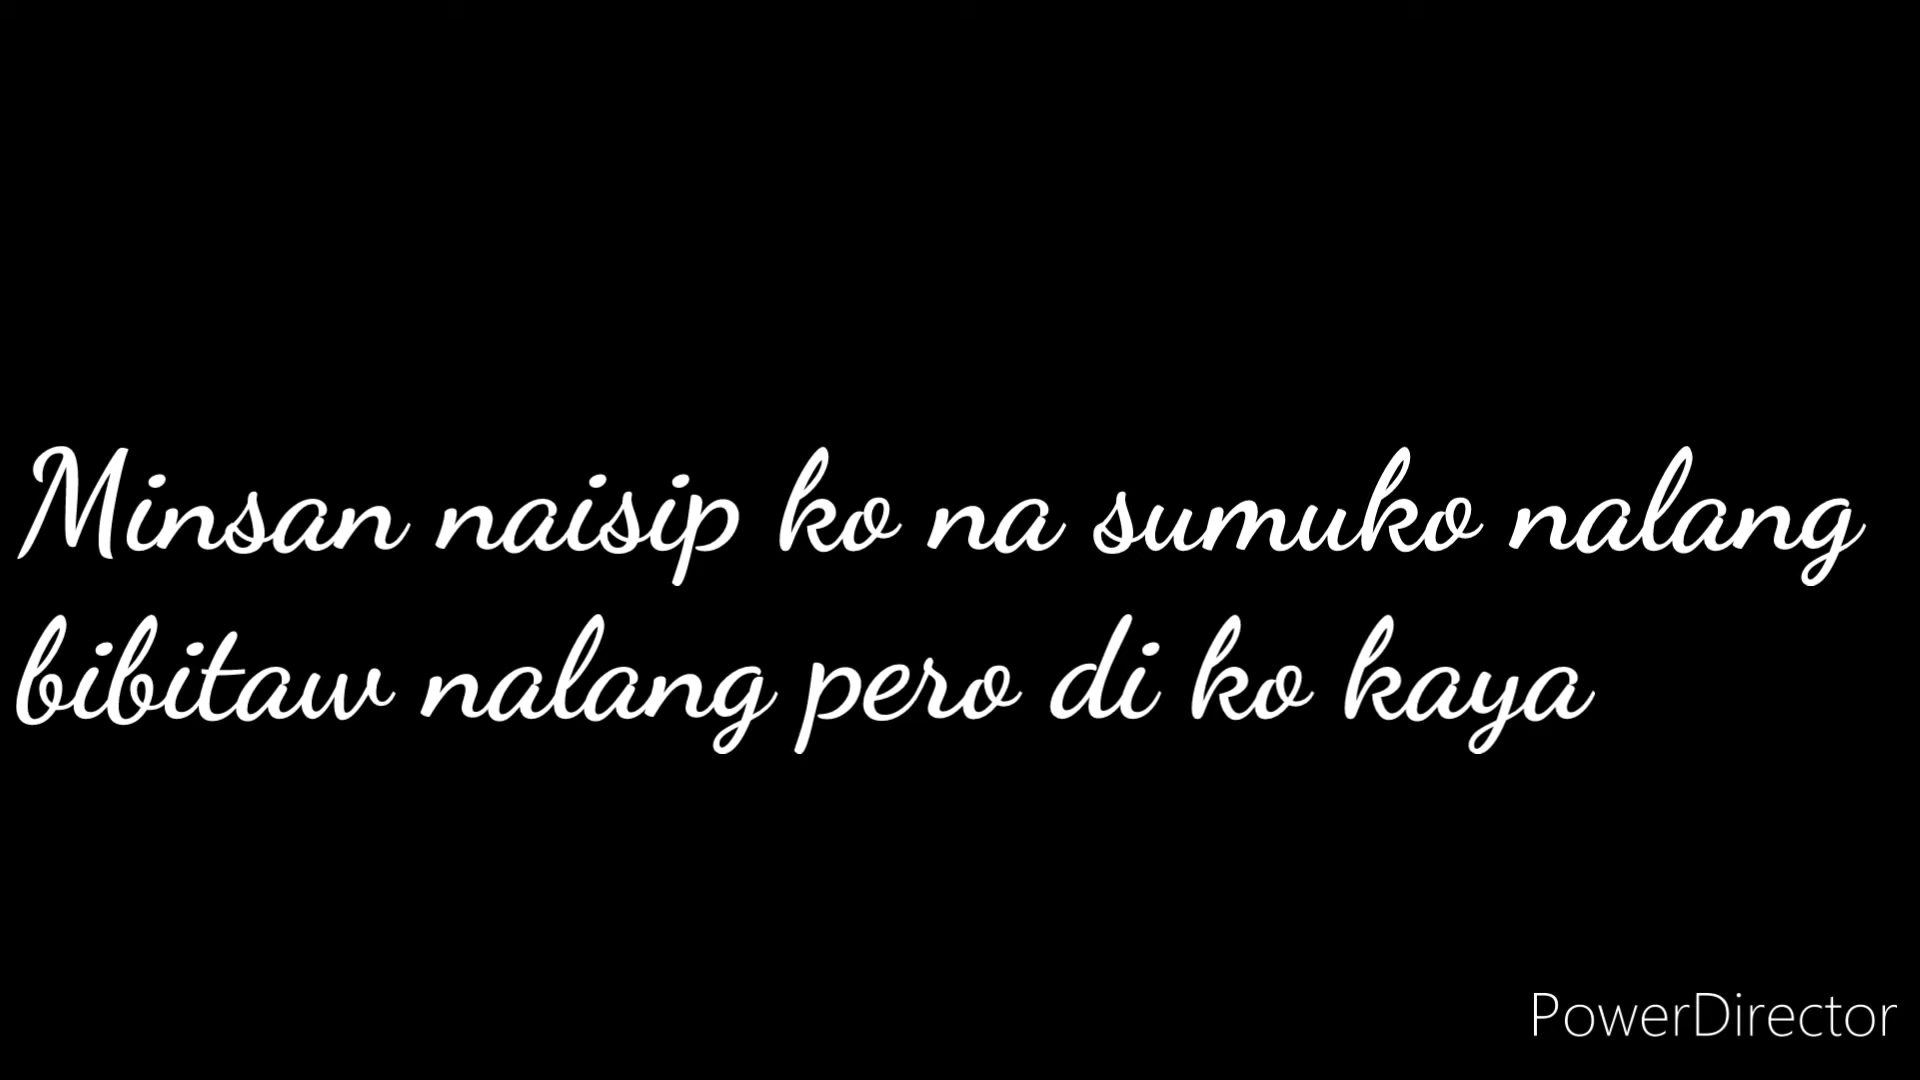 Minsan naisip ko na sumuko nalang
bibitaw nalang pero di ko kaya
PowerDirector